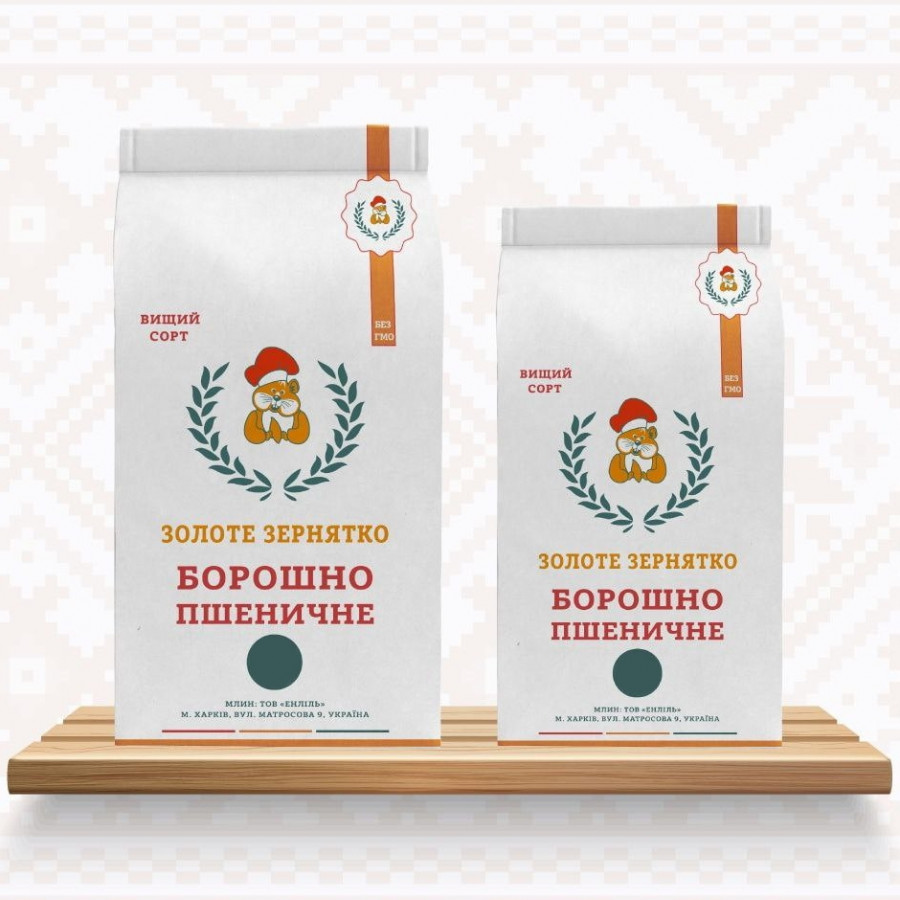 ВИЩИЙ
СОРТ
БЕЗ
ГМО
ЗОЛОТЕ ЗЕРНЯТКО
БОРОШНО
ПШЕНИЧНЕ
МЛИН: ТОВ «ЕНЛІЛЬ»
М. ХАРКІВ, ВУЛ. МАТРОСОВА 9, УКРАЇНА
ВИЩИЙ
СОРТ
БЕЗ
ГМО
ЗОЛОТЕ ЗЕРНЯТКО
БОРОШНО
ПШЕНИЧНЕ
МЛИН: ТОВ «ЕНЛІЛЬ»
М. ХАРКІВ, ВУЛ. МАТРОСОВА 9, УКРАЇНА